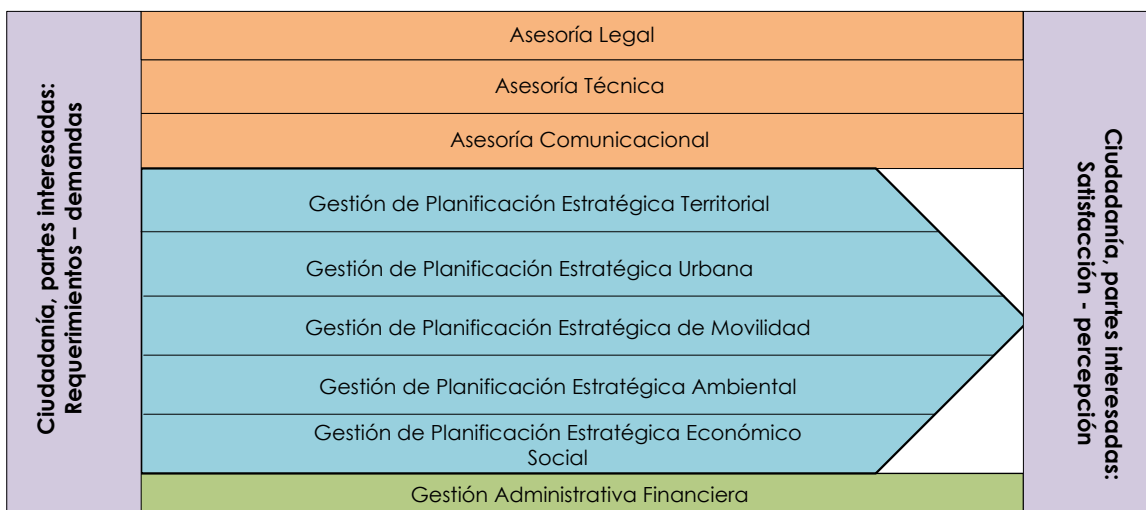 Ciudadanía, partes interesadas:
Requerimientos – demandas
Asesoría Legal
Asesoría Técnica
Asesoría Comunicacional
Gestión de Planificación Estratégica Territorial
Gestión de Planificación Estratégica Urbana
Gestión de Planificación Estratégica de Movilidad
Gestión de Planificación Estratégica Ambiental
Gestión de Planificación Estratégica Económico
Social
Gestión Administrativa Financiera
Ciudadanía, partes interesadas:
Satisfacción - percepción